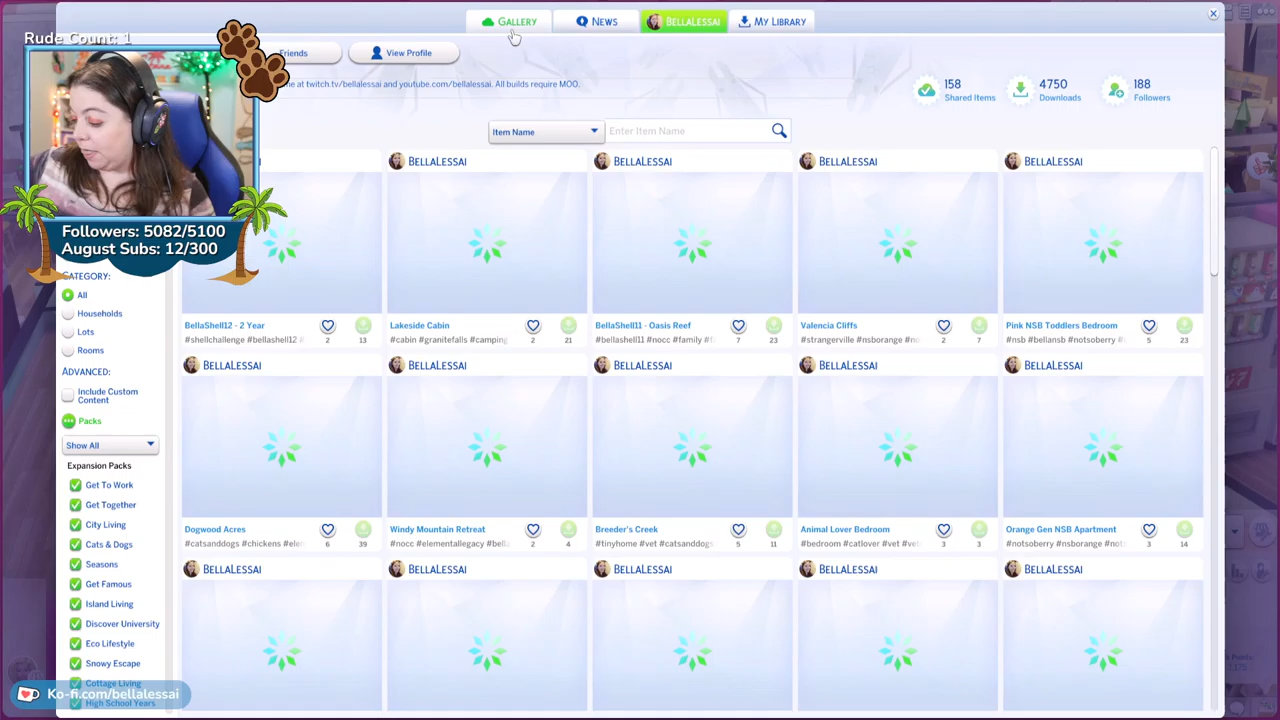 Rude Count: 1
GALLERY
NEWS
BELLALESSAI
MY LIBRARY
Friends
View Profile
me at twitch.tv/bellalessai and youtube.com/bellalessai. All builds require MOO.
158
Shared Items
4750
Downloads
188
Followers
Item Name
Enter Item Name
Followers: 5082/5100
August Subs: 12/300
BELLALESSAI
BELLALESSAI
BELLALESSAI
BELLALESSAI
BellaShell12 - 2 Year
#shellchallenge #bellashell12 #
2
13
Lakeside Cabin
#cabin #granitefalls #camping
2
21
BellaShell11 - Oasis Reef
#bellashell11 #nocc #family #f
7
23
Valencia Cliffs
#strangerville #nsborange #no
2
7
Pink NSB Toddlers Bedroom
#nsb #bellansb #notsoberry #
5
23
BELLALESSAI
BELLALESSAI
BELLALESSAI
BELLALESSAI
BELLALESSAI
Dogwood Acres
#catsanddogs #chickens #ele
6
39
Windy Mountain Retreat
#nocc #elementallegacy #bella
2
4
Breeder's Creek
#tinyhome #vet #catsanddogs
5
11
Animal Lover Bedroom
#bedroom #catlover #vet #ve
3
3
Orange Gen NSB Apartment
#notsoberry #nsborange #not
3
14
BELLALESSAI
BELLALESSAI
BELLALESSAI
BELLALESSAI
BELLALESSAI
CATEGORY:
All
Households
Lots
Rooms
ADVANCED:
Include Custom
Content
Packs
Show All
Expansion Packs
Get To Work
Get Together
City Living
Cats & Dogs
Seasons
Get Famous
Island Living
Discover University
Eco Lifestyle
Snowy Escape
Cottage Living
High School Years
Ko-fi.com/bellalessai